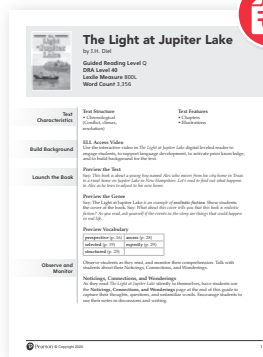 The Light at Jupiter Lake
by J.H. Diel
Guided Reading Level Q
DRA Level 40
Lexile Measure 800L
Word Count 3,356
Text Characteristics
Text Structure
• Chronological
(Conflict, climax,
resolution)
Text Features
• Chapters
• Illustrations
Build Background
ELL Access Video
Use the interactive video in The Light at Jupiter Lake digital leveled reader to
engage students, to support language development, to activate prior knowledge,
and to build background for the text.
Launch the Book
Preview the Text
Say: This book is about a young boy named Alex who moves from his city home in Texas
to a rural home on Jupiter Lake in New Hampshire. Let's read to find out what happens
to Alex as he tries to adjust to his new home.
Preview the Genre
Say: The Light at Jupiter Lake is an example of realistic fiction. Share students
the cover of the book. Say: What about this cover tells you that this book is realistic
fiction? As you read, ask yourself if the events in the story are things that could happen
in real life.
Preview Vocabulary
perspective (p. 16)
access (p. 28)
selected (p. 29)
expertly (p. 29)
structured (p. 29)
Observe and Monitor
Observe students as they read, and monitor their comprehension. Talk with
students about their Noticings, Connections, and Wonderings.
Noticings, Connections, and Wonderings
As they read The Light at Jupiter Lake silently to themselves, have students use
the Noticings, Connections, and Wonderings page at the end of this guide to
capture their thoughts, questions, and unfamiliar words. Encourage students to
use these notes in discussions and writing.
Pearson © Copyright 2020
1